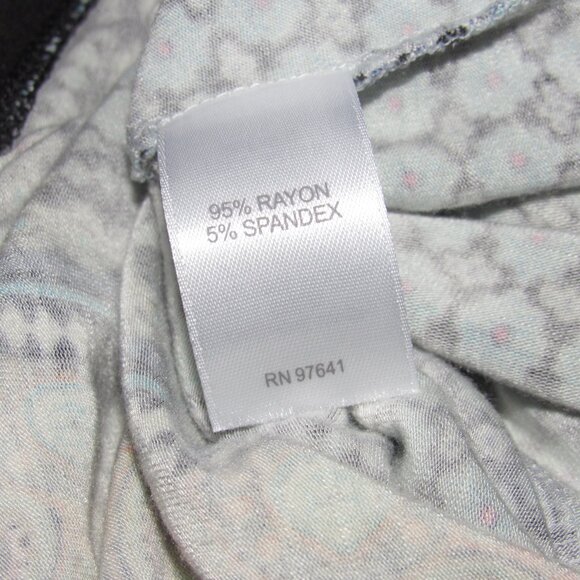 95% RAYON
5% SPANDEX
RN 97641